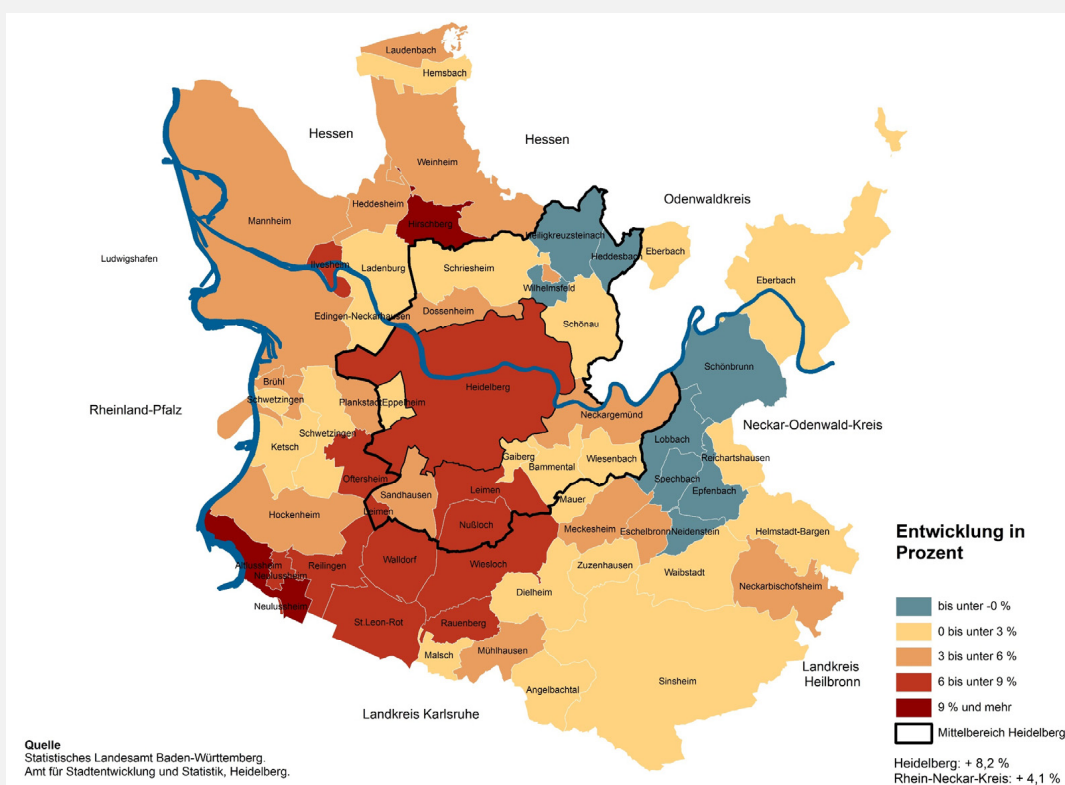 Laudenbach
Hemsbach
Hessen
Hessen
Weinheim
Odenwaldkreis
Heddesheim
Mannheim
Hirschberg
Heiligkreuzsteinach
Eberbach
Heddesbach
Ludwigshafen
Ilvesheim
Ladenburg
Schriesheim
Eberbach
Wilhelmsfeld
Dossenheim
Edingen-Neckarhausen
Schönau
Schönbrunn
Brühl
Heidelberg
Schwetzingen
Plankstadt
Eppelheim
Rheinland-Pfalz
Neckargemünd
Neckar-Odenwald-Kreis
Schwetzingen
Lobbach
Ketsch
Gaiberg
Wiesenbach
Reichartshausen
Bammental
Oftersheim
Spechbach
Leimen
Epfenbach
Sandhausen
Mauer
Leimen
Nußloch
Hockenheim
Meckesheim
Eschelbronn
Neidenstein
Helmstadt-Bargen
Altlussheim
Reilingen
Walldorf
Wiesloch
Zuzenhausen
Waibstadt
Neulussheim
Neckarbischofsheim
Dielheim
Neulussheim
St.Leon-Rot
Rauenberg
Malsch
Mühlhausen
Sinsheim
Landkreis
Heilbronn
Angelbachtal
Landkreis Karlsruhe
Entwicklung in
Prozent
bis unter -0 %
0 bis unter 3 %
3 bis unter 6 %
6 bis unter 9 %
9 % und mehr
Mittelbereich Heidelberg
Heidelberg: + 8,2 %
Rhein-Neckar-Kreis: + 4,1 %
Quelle
Statistisches Landesamt Baden-Württemberg.
Amt für Stadtentwicklung und Statistik, Heidelberg.